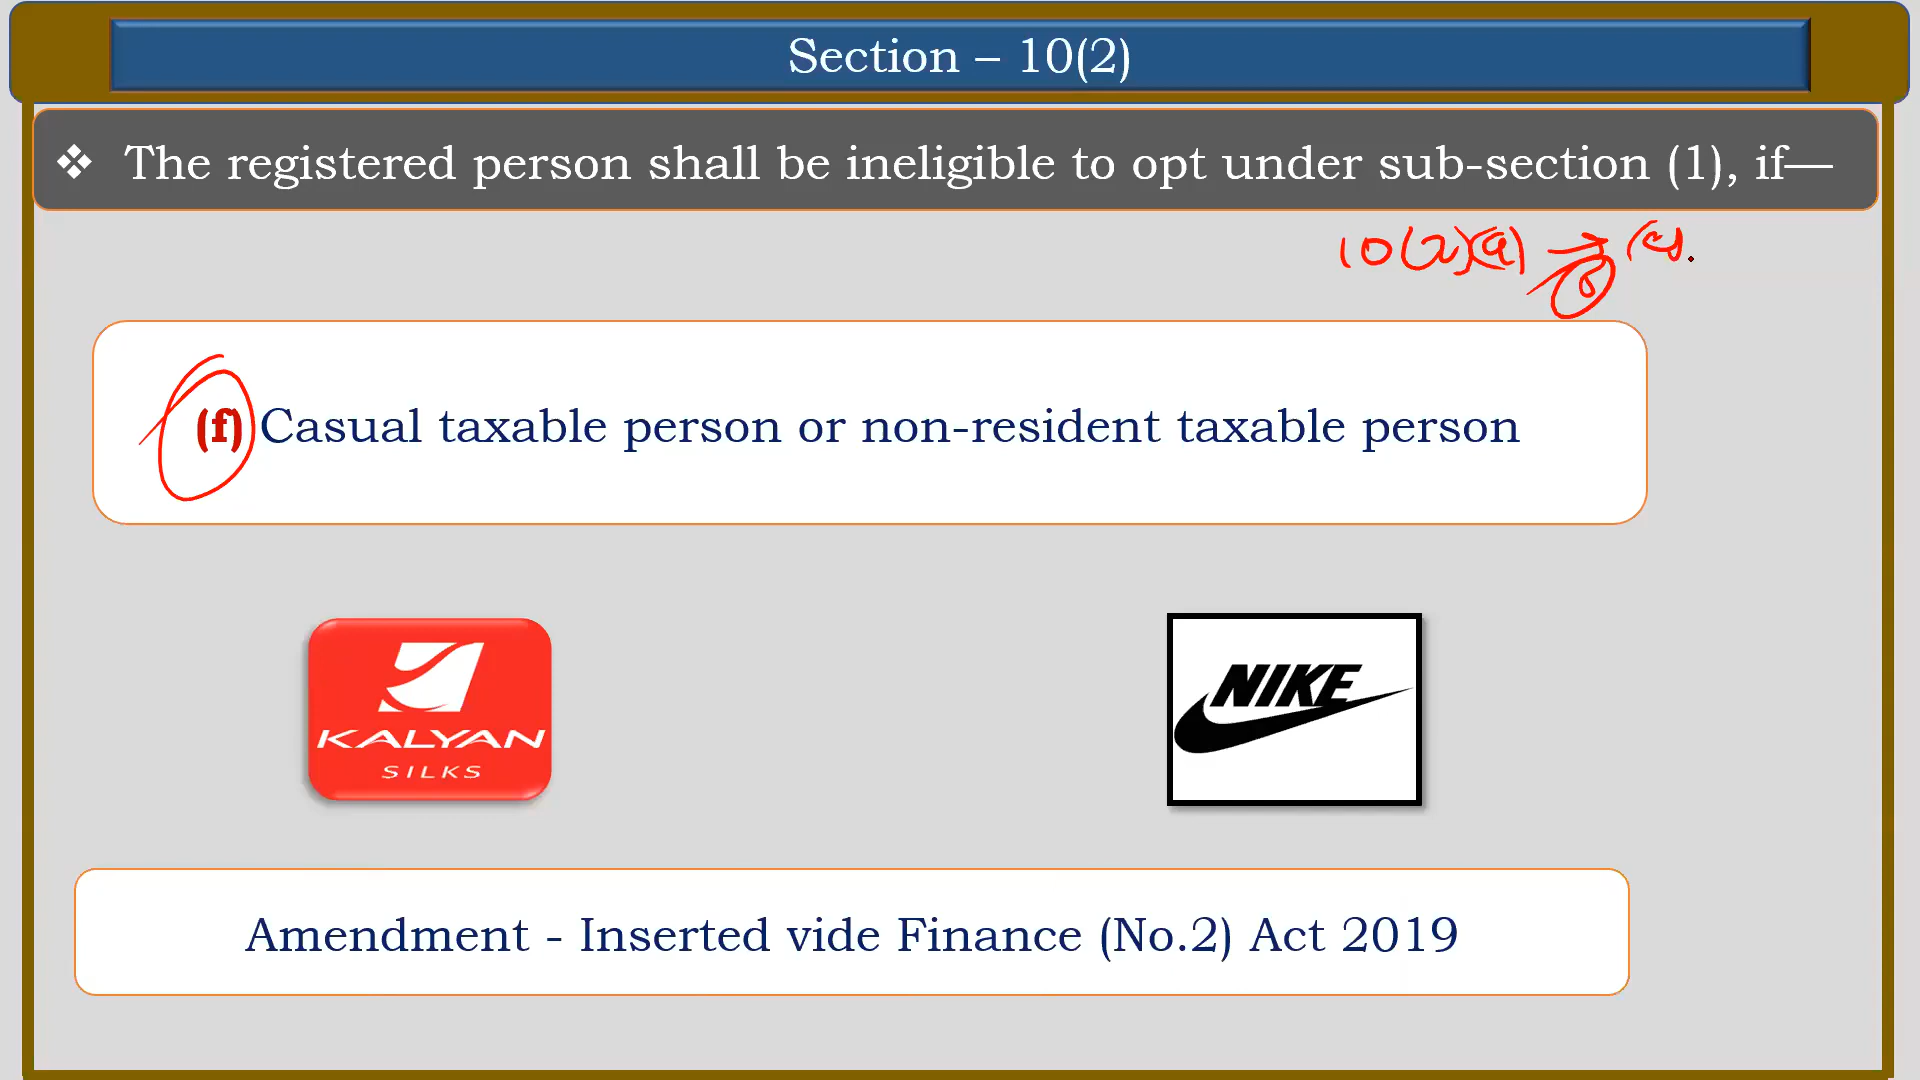 Section – 10(2)
❖ The registered person shall be ineligible to opt under sub-section (1), if—
10(2)(a)
(f) Casual taxable person or non-resident taxable person
KALYAN
SILKS
NIKE
Amendment - Inserted vide Finance (No.2) Act 2019